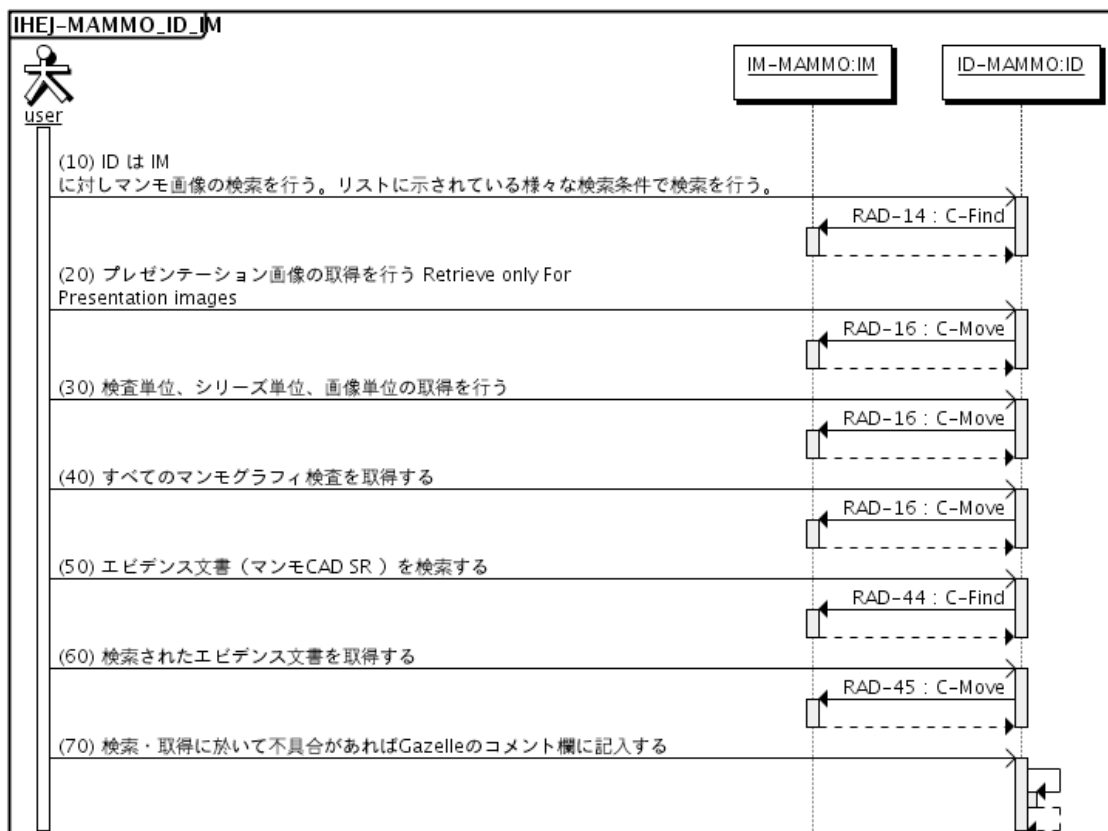 IHEJ-MAMMO_ID_IM
user
IM-MAMMO:IM
ID-MAMMO:ID
(10) ID は IM
に対しマンモ画像の検索を行う。リストに示されている様々な検索条件で検索を行う。
RAD-14 : C-Find
(20) プレゼンテーション画像の取得を行う Retrieve only For
Presentation images
RAD-16 : C-Move
(30) 検査単位、シリーズ単位、画像単位の取得を行う
RAD-16 : C-Move
(40) すべてのマンモグラフィ検査を取得する
RAD-16 : C-Move
(50) エビデンス文書（マンモCAD SR ）を検索する
RAD-44 : C-Find
(60) 検索されたエビデンス文書を取得する
RAD-45 : C-Move
(70) 検索・取得に於いて不具合があればGazelleのコメント欄に記入する